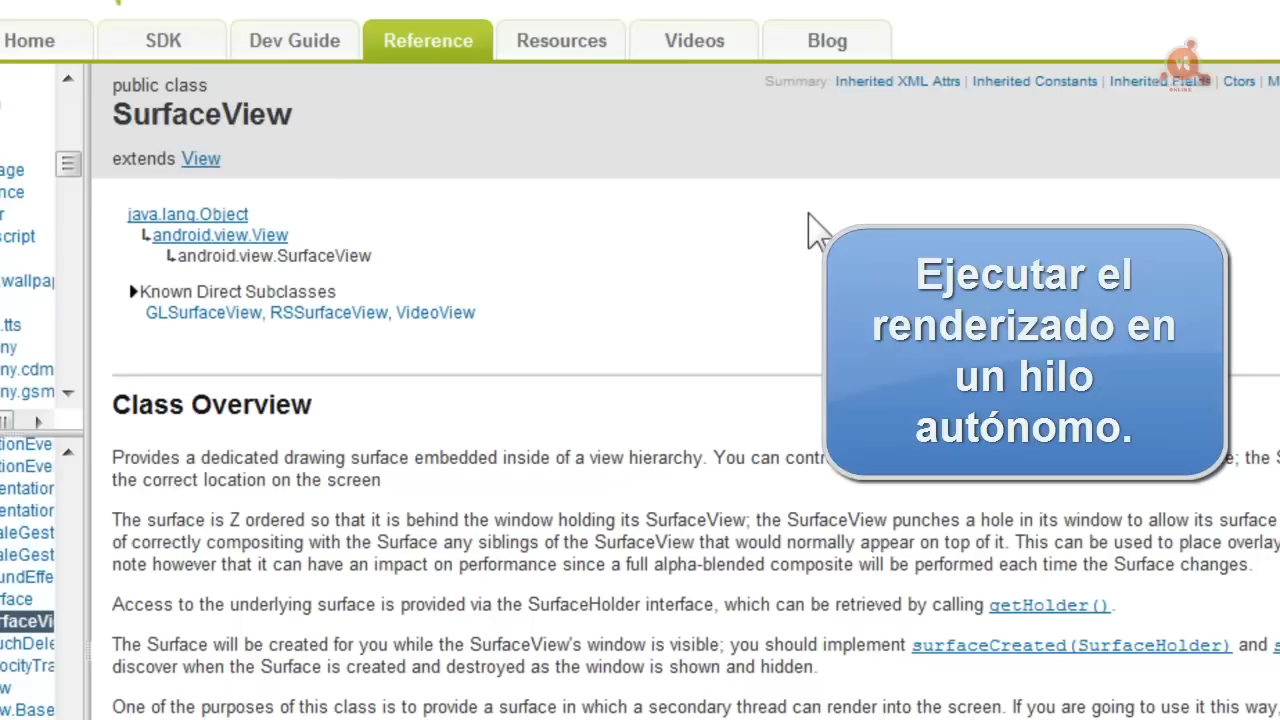 Home
SDK
Dev Guide
Reference
Resources
Videos
Blog
public class
SurfaceView
extends View
Summary: Inherited XML Attrs | Inherited Constants | Inherited Fields | Ctors |
java.lang.Object
↳android.view.View
↳android.view.SurfaceView
Known Direct Subclasses
GLSurfaceView, RSSurfaceView, VideoView
Ejecutar el
renderizado en
un hilo
autónomo.
Class Overview
Provides a dedicated drawing surface embedded inside of a view hierarchy. You can
the correct location on the screen
The surface is Z ordered so that it is behind the window holding its SurfaceView; the SurfaceView punches a hole in its window to allow its surface
of correctly compositing with the Surface any siblings of the SurfaceView that would normally appear on top of it. This can be used to place
note however that it can have an impact on performance since a full alpha-blended composite will be performed each time the Surface changes.
Access to the underlying surface is provided via the SurfaceHolder interface, which can be retrieved by calling getHolder().
The Surface will be created for you while the SurfaceView's window is visible; you should implement surfaceCreated(SurfaceHolder) and
discover when the Surface is created and destroyed as the window is shown and hidden.
One of the purposes of this class is to provide a surface in which a secondary thread can render into the screen. If you are going to use it this way,